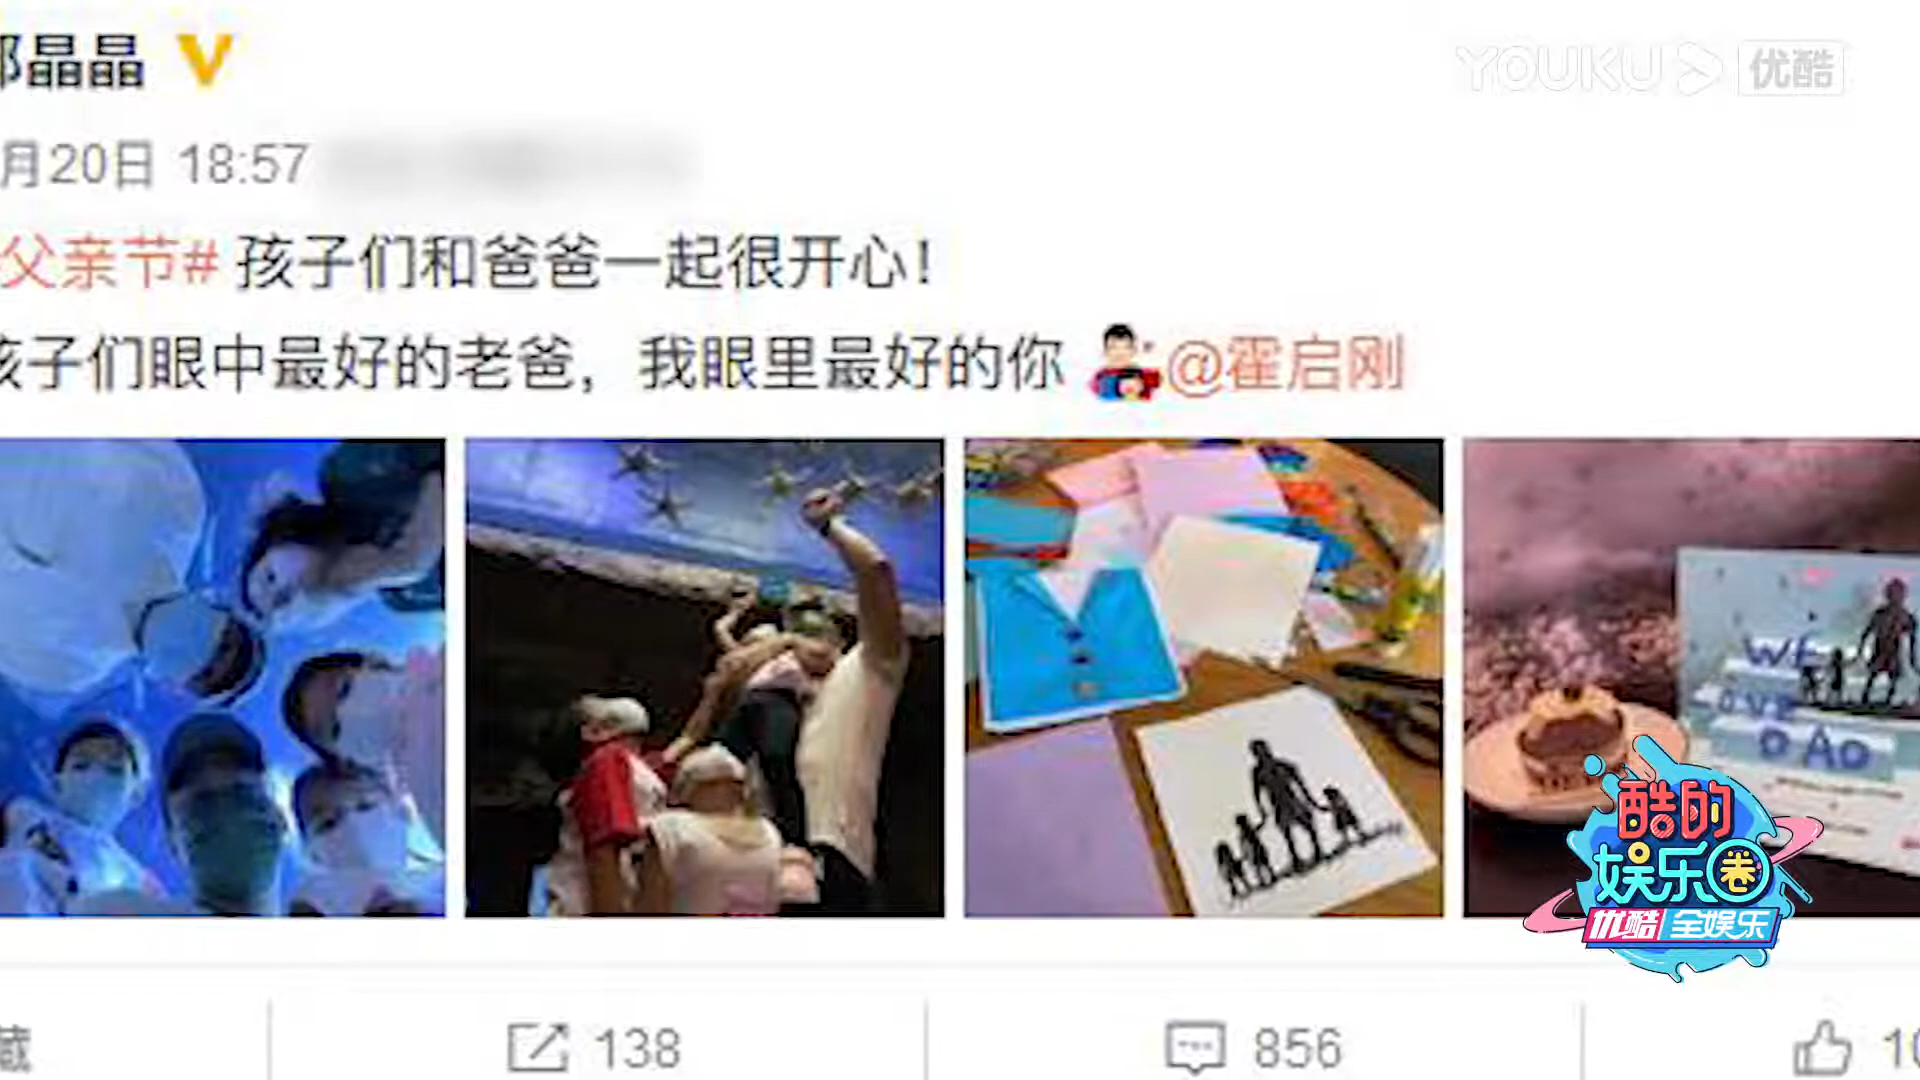 郭晶晶
YOUKU 优酷
月20日 18:57
父亲节# 孩子们和爸爸一起很开心！
孩子们眼中最好的老爸，我眼里最好的你 @霍启刚
WE
LOVE
DAD
酷的
娱乐圈
优酷 全娱乐
藏
138
856
10